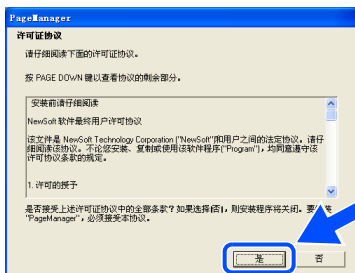 PageManager
许可证协议
请仔细阅读下面的许可证协议。
按 PAGE DOWN 键以查看协议的剩余部分。
安装前请仔细阅读
NewSoft 软件最终用户许可协议
该文件是 NewSoft Technology Corporation ("NewSoft")和用户之间的法定协议。请仔
细阅读该协议。不论您安装、复制或使用该软件程序("Program")，均同意遵守该
许可协议条款的规定。
1. 许可的授予
是否接受上述许可证协议中的全部条款？如果选择[否]，则安装程序将关闭。要
"PageManager"，必须接受本协议。
是
否